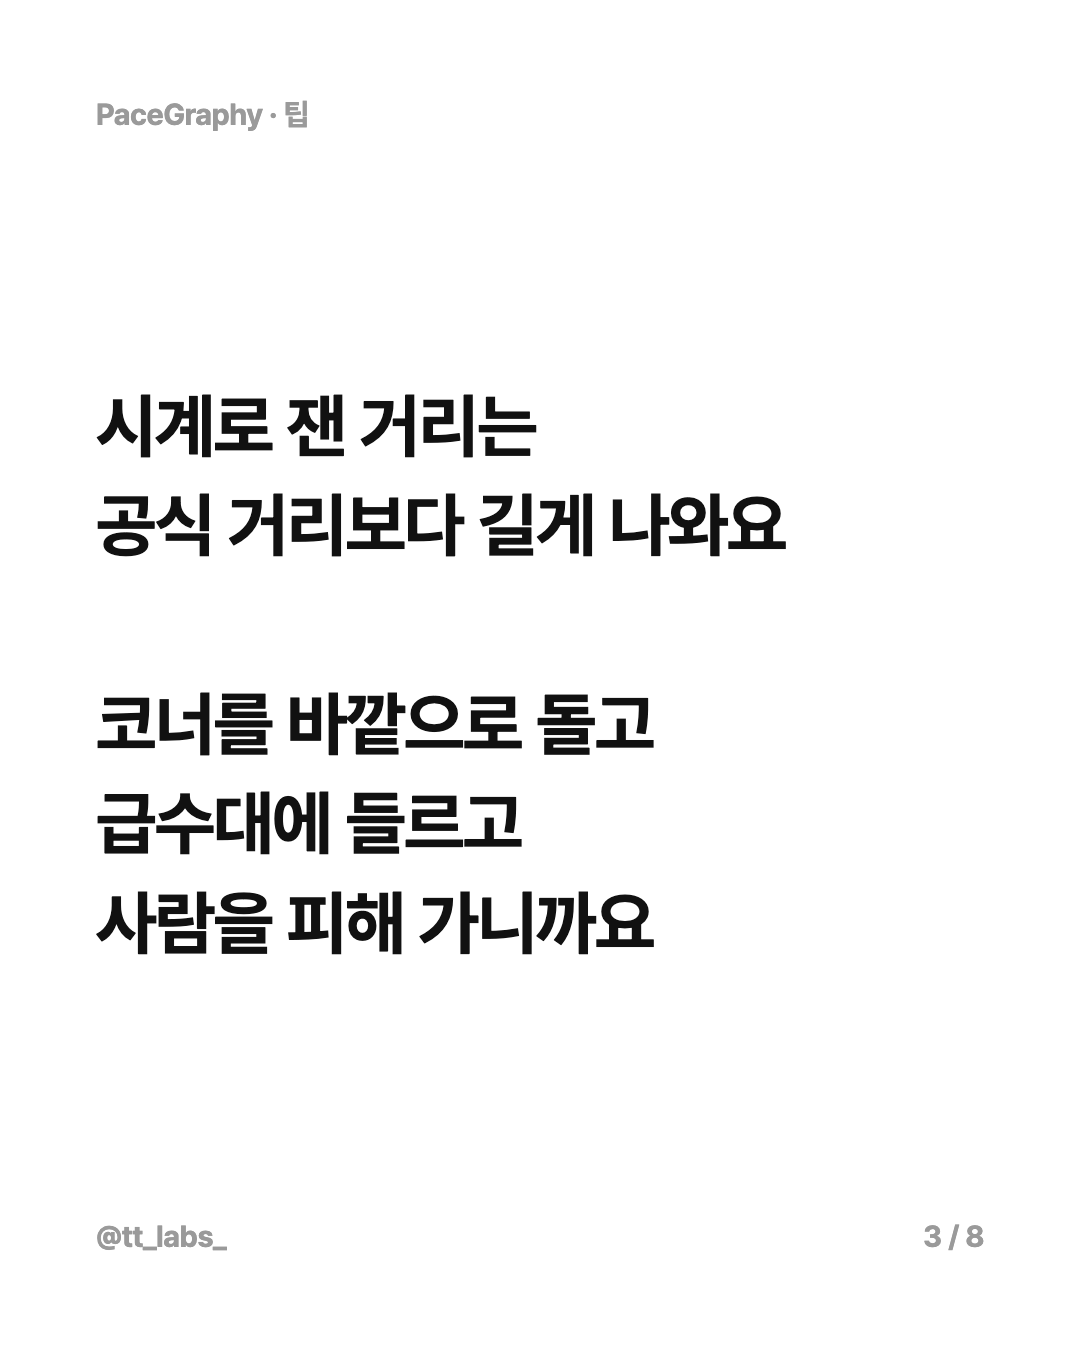 PaceGraphy · 팁
시계로 잰 거리는
공식 거리보다 길게 나와요
코너를 바깥으로 돌고
급수대에 들르고
사람을 피해 가니까요
@tt_labs_
3 / 8